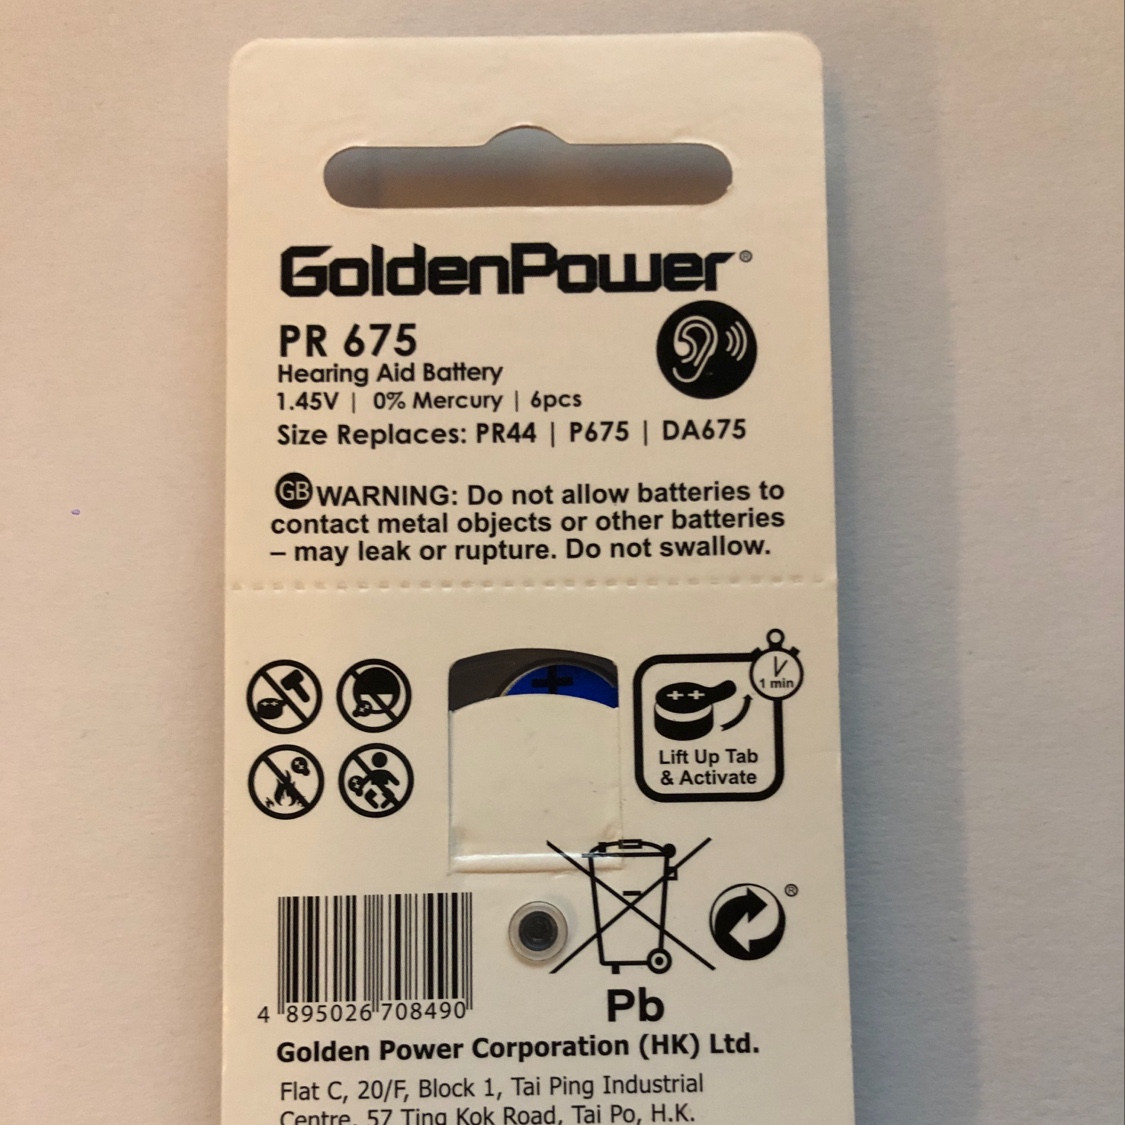 GoldenPower®
PR 675
Hearing Aid Battery
1.45V | 0% Mercury | 6pcs
Size Replaces: PR44 | P675 | DA675
GB WARNING: Do not allow batteries to
contact metal objects or other batteries
– may leak or rupture. Do not swallow.
+
1 min
++
Lift Up Tab
& Activate
®
4 895026 708490
Pb
Golden Power Corporation (HK) Ltd.
Flat C, 20/F, Block 1, Tai Ping Industrial
Centre, 57 Ting Kok Road, Tai Po, H.K.